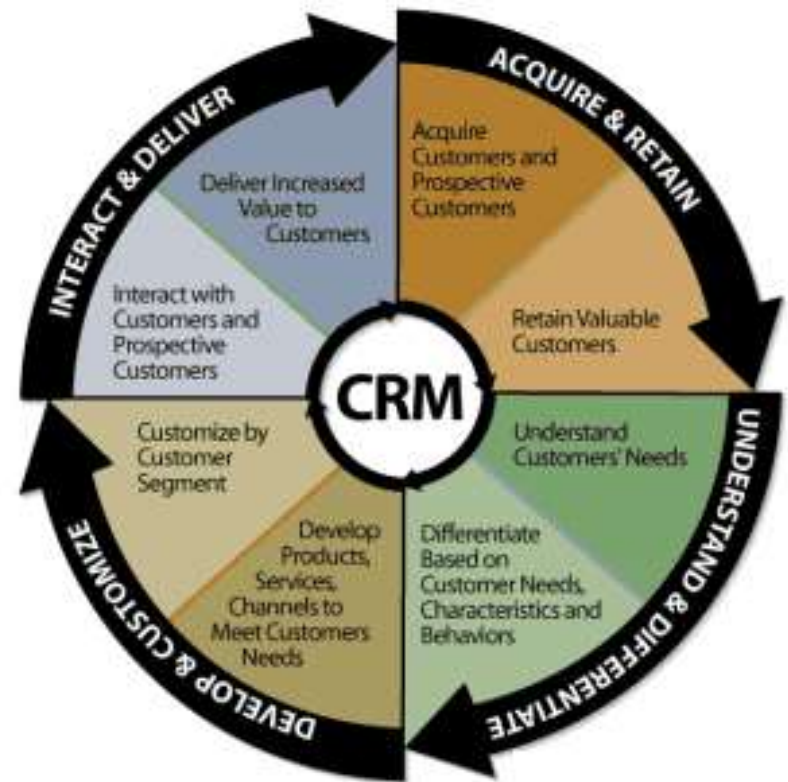 ACQUIRE & RETAIN
Acquire
Customers and
Prospective
Customers
Retain Valuable
Customers
UNDERSTAND & DIFFERENTIATE
Understand
Customers' Needs
Differentiate
Based on
Customer Needs,
Characteristics and
Behaviors
DEVELOP & CUSTOMIZE
Develop
Products,
Services,
Channels to
Meet Customers
Needs
Customize by
Customer
Segment
INTERACT & DELIVER
Interact with
Customers and
Prospective
Customers
Deliver Increased
Value to
Customers
CRM